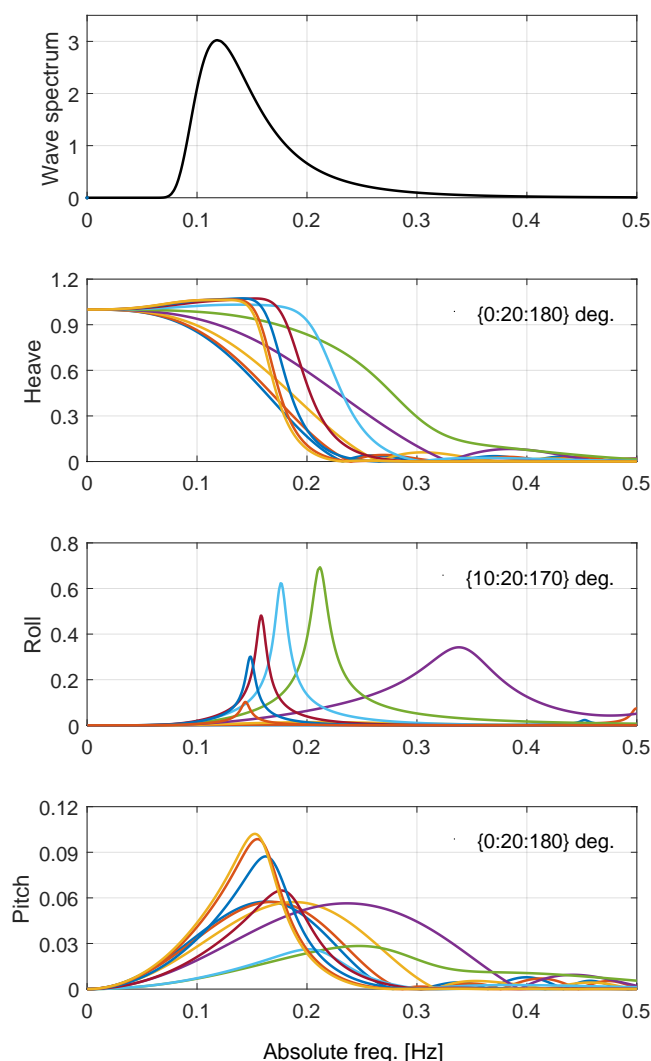 Wave spectrum
3
2
1
0
0 0.1 0.2 0.3 0.4 0.5
Heave
{0:20:180} deg.
1.2
0.9
0.6
0.3
0
0 0.1 0.2 0.3 0.4 0.5
Roll
{10:20:170} deg.
0.8
0.6
0.4
0.2
0
0 0.1 0.2 0.3 0.4 0.5
Pitch
{0:20:180} deg.
0.12
0.09
0.06
0.03
0
0 0.1 0.2 0.3 0.4 0.5
Absolute freq. [Hz]